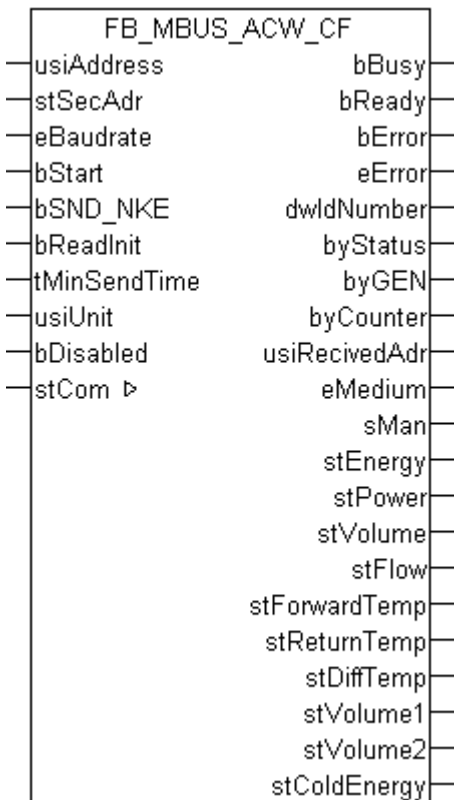 FB_MBUS_ACW_CF
usiAddress bBusy
stSecAdr bReady
eBaudrate bError
bStart eError
bSND_NKE dwIdNumber
bReadInit byStatus
tMinSendTime byGEN
usiUnit byCounter
bDisabled usiRecivedAdr
stCom ▷ eMedium
sMan
stEnergy
stPower
stVolume
stFlow
stForwardTemp
stReturnTemp
stDiffTemp
stVolume1
stVolume2
stColdEnergy